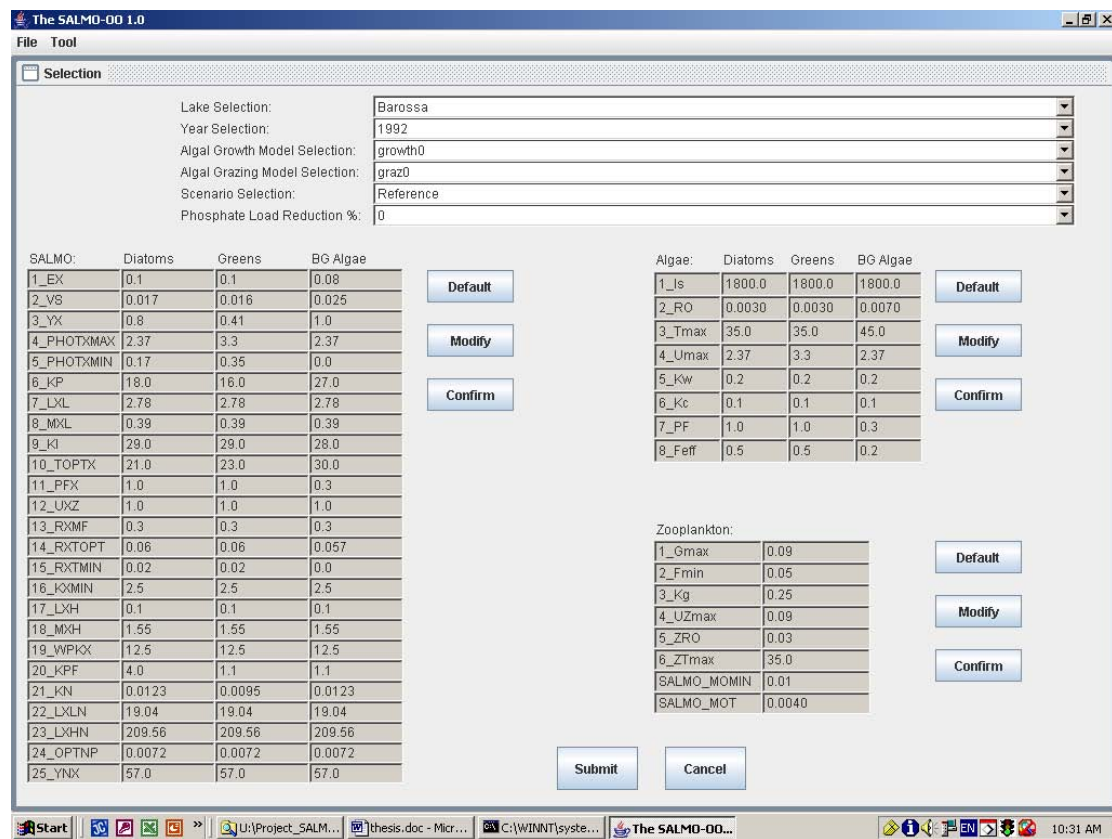 The SALMO-OO 1.0
File Tool
Selection
Lake Selection: Barossa
Year Selection: 1992
Algal Growth Model Selection: growth0
Algal Grazing Model Selection: graz0
Scenario Selection: Reference
Phosphate Load Reduction %: 0
SALMO: Diatoms Greens BG Algae
1_EX 0.1 0.1 0.08
2_VS 0.017 0.016 0.025
3_YX 0.8 0.41 1.0
4_PHOTXMAX 2.37 3.3 2.37
5_PHOTXMIN 0.17 0.35 0.0
6_KP 18.0 16.0 27.0
7_LXL 2.78 2.78 2.78
8_MXL 0.39 0.39 0.39
9_KI 29.0 29.0 28.0
10_TOPTX 21.0 23.0 30.0
11_PFX 1.0 1.0 0.3
12_UXZ 1.0 1.0 1.0
13_RXMF 0.3 0.3 0.3
14_RXTOPT 0.06 0.06 0.057
15_RXTMIN 0.02 0.02 0.0
16_KXMIN 2.5 2.5 2.5
17_LXH 0.1 0.1 0.1
18_MXH 1.55 1.55 1.55
19_WPKX 12.5 12.5 12.5
20_KPF 4.0 1.1 1.1
21_KN 0.0123 0.0095 0.0123
22_LXLN 19.04 19.04 19.04
23_LXHN 209.56 209.56 209.56
24_OPTNP 0.0072 0.0072 0.0072
25_YNX 57.0 57.0 57.0
Default
Modify
Confirm
Algae: Diatoms Greens BG Algae
1_Is 1800.0 1800.0 1800.0
2_RO 0.0030 0.0030 0.0070
3_Tmax 35.0 35.0 45.0
4_Umax 2.37 3.3 2.37
5_Kw 0.2 0.2 0.2
6_Kc 0.1 0.1 0.1
7_PF 1.0 1.0 0.3
8_Feff 0.5 0.5 0.2
Default
Modify
Confirm
Zooplankton:
1_Gmax 0.09
2_Fmin 0.05
3_Kg 0.25
4_UZmax 0.09
5_ZRO 0.03
6_ZTmax 35.0
SALMO_MOMIN 0.01
SALMO_MOT 0.0040
Default
Modify
Confirm
Submit Cancel
Start » U:\Project_SALM... thesis.doc - Micr... C:\WINNT\syste... The SALMO-OO... EN 10:31 AM